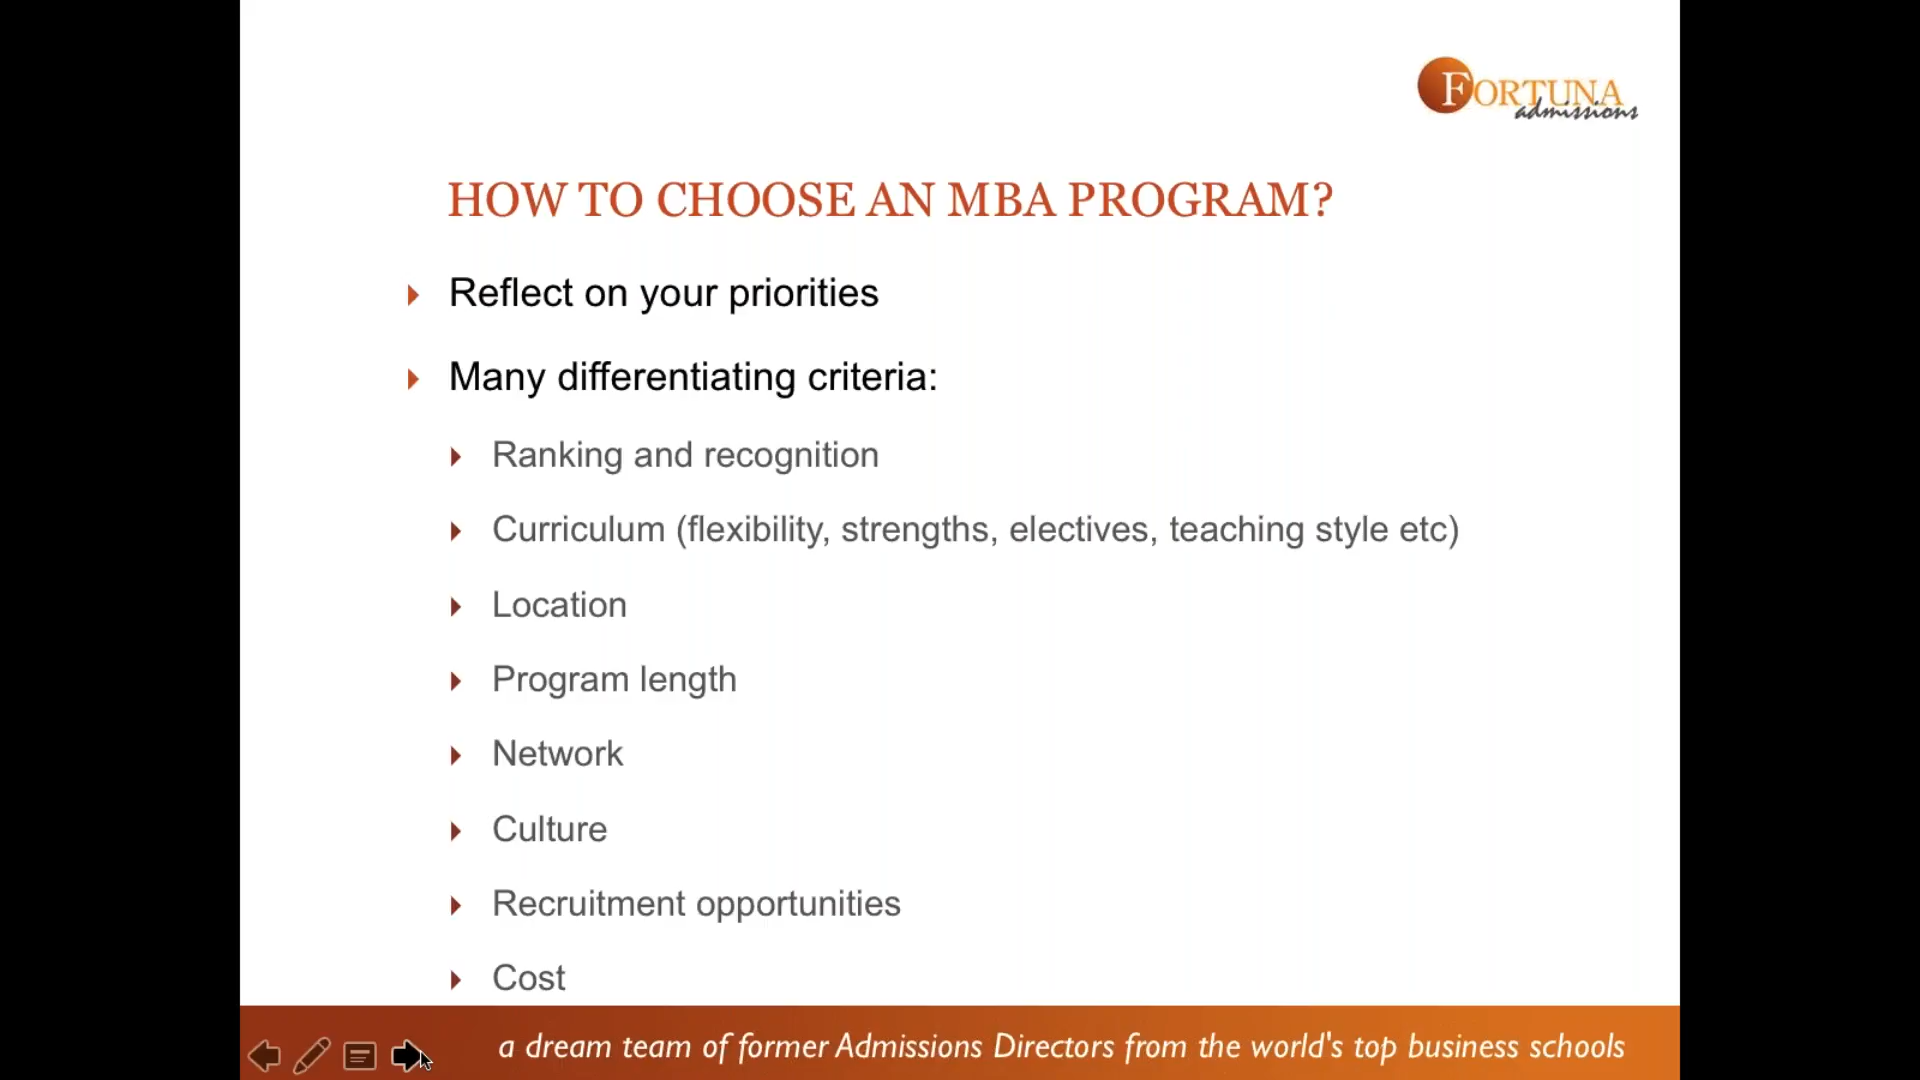 FORTUNA
admissions
HOW TO CHOOSE AN MBA PROGRAM?
Reflect on your priorities
Many differentiating criteria:
Ranking and recognition
Curriculum (flexibility, strengths, electives, teaching style etc)
Location
Program length
Network
Culture
Recruitment opportunities
Cost
a dream team of former Admissions Directors from the world's top business schools